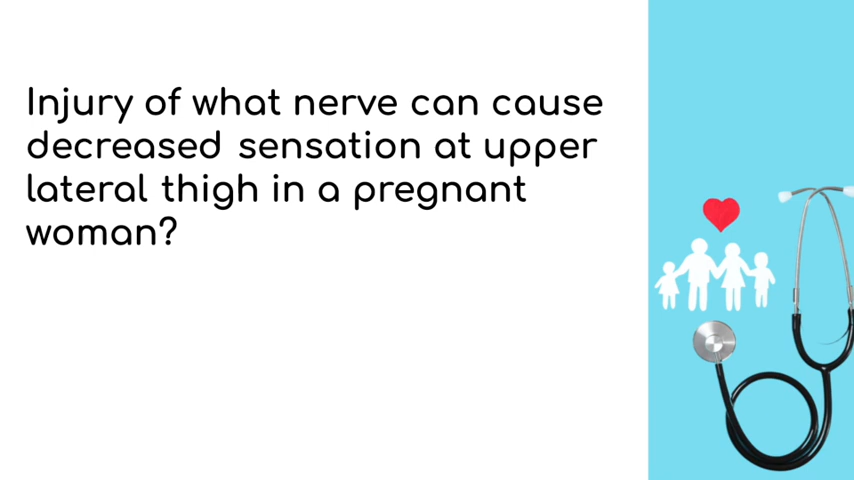 Injury of what nerve can cause
decreased sensation at upper
lateral thigh in a pregnant
woman?